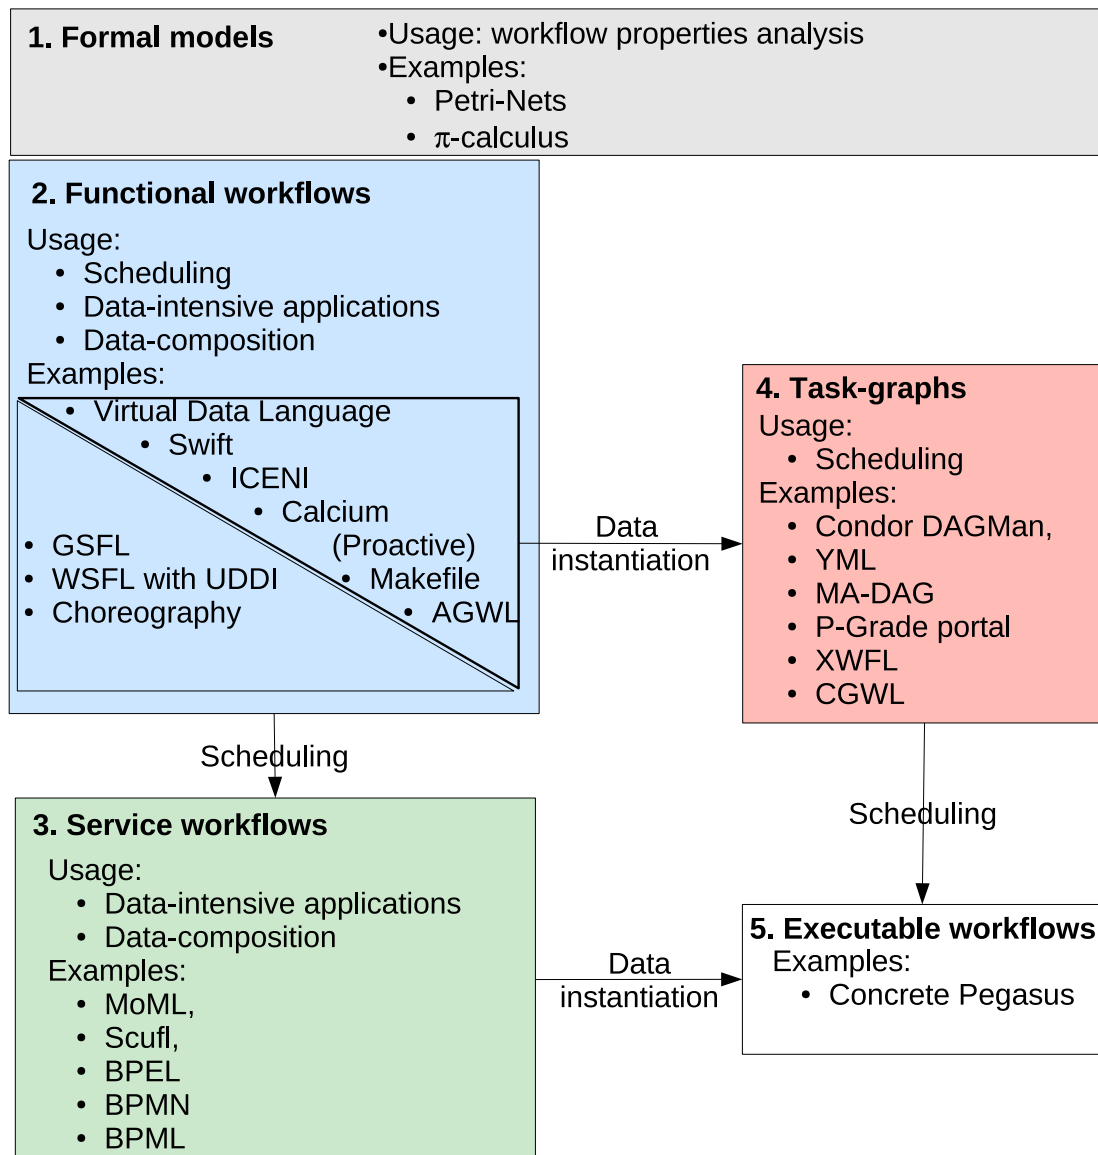 1. Formal models
•Usage: workflow properties analysis
•Examples:
• Petri-Nets
• π-calculus
2. Functional workflows
Usage:
• Scheduling
• Data-intensive applications
• Data-composition
Examples:
• Virtual Data Language
• Swift
• ICENI
• Calcium
(Proactive)
• Makefile
• AGWL
• GSFL
• WSFL with UDDI
• Choreography
Data
instantiation
4. Task-graphs
Usage:
• Scheduling
Examples:
• Condor DAGMan,
• YML
• MA-DAG
• P-Grade portal
• XWFL
• CGWL
Scheduling
Scheduling
3. Service workflows
Usage:
• Data-intensive applications
• Data-composition
Examples:
• MoML,
• Scufl,
• BPEL
• BPMN
• BPML
Data
instantiation
5. Executable workflows
Examples:
• Concrete Pegasus